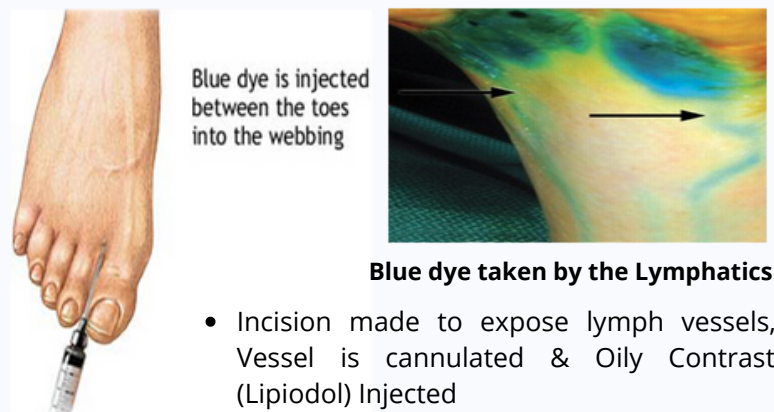 Blue dye is injected
between the toes
into the webbing
Blue dye taken by the Lymphatics
• Incision made to expose lymph vessels,
Vessel is cannulated & Oily Contrast
(Lipiodol) Injected